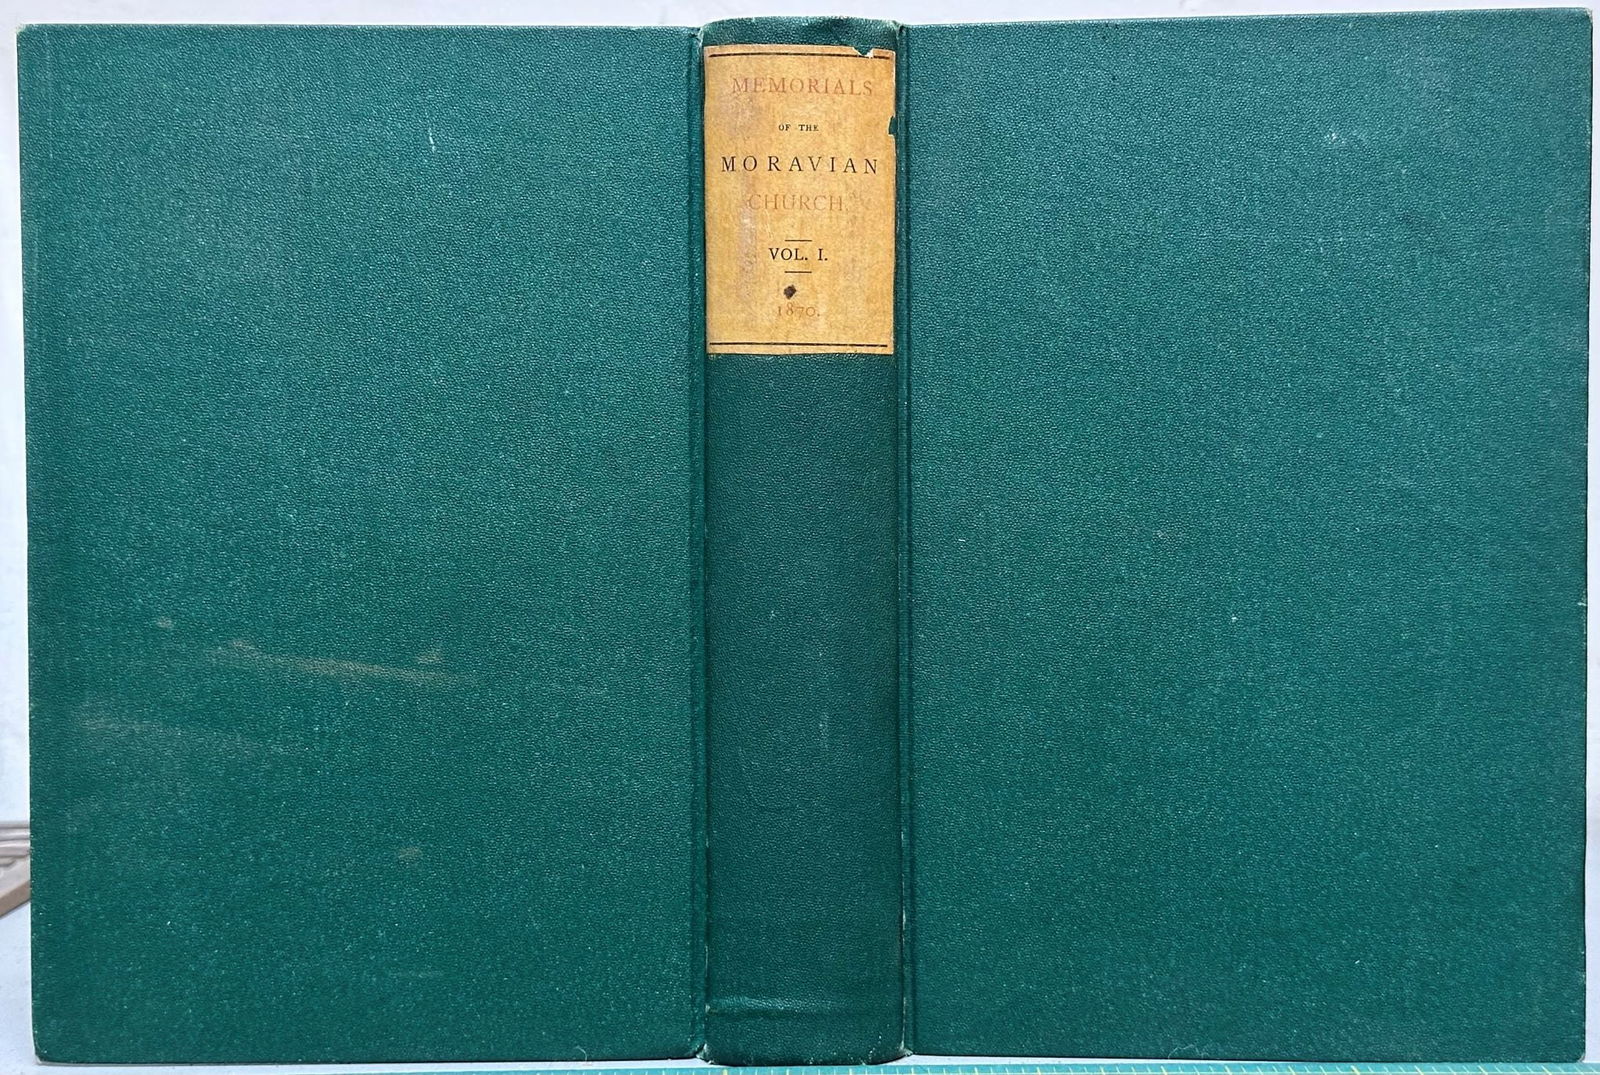 MEMORIALS
OF THE
MORAVIAN
CHURCH.
VOL. I.
1870.